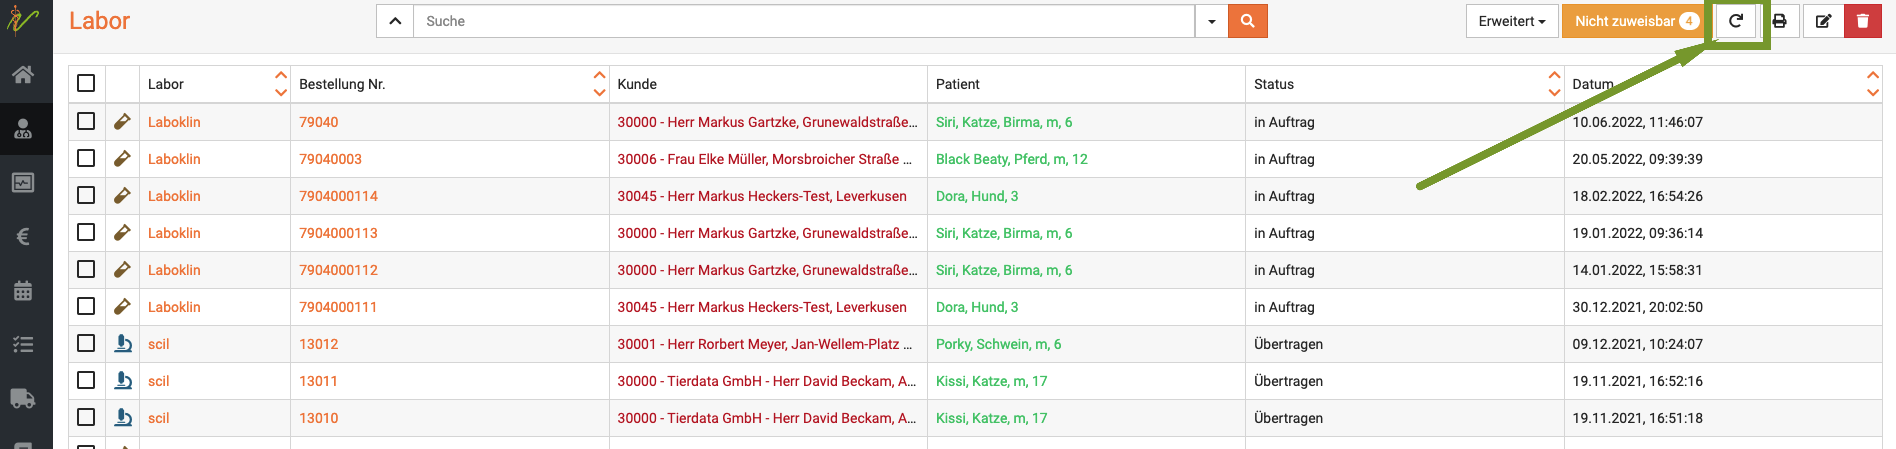 Labor
Suche
Erweitert
Nicht zuweisbar 4
Labor Bestellung Nr. Kunde Patient Status Datum
Laboklin 79040 30000 - Herr Markus Gartzke, Grunewaldstraße... Siri, Katze, Birma, m, 6 in Auftrag 10.06.2022, 11:46:07
Laboklin 79040003 30006 - Frau Elke Müller, Morsbroicher Straße ... Black Beaty, Pferd, m, 12 in Auftrag 20.05.2022, 09:39:39
Laboklin 7904000114 30045 - Herr Markus Heckers-Test, Leverkusen Dora, Hund, 3 in Auftrag 18.02.2022, 16:54:26
Laboklin 7904000113 30000 - Herr Markus Gartzke, Grunewaldstraße... Siri, Katze, Birma, m, 6 in Auftrag 19.01.2022, 09:36:14
Laboklin 7904000112 30000 - Herr Markus Gartzke, Grunewaldstraße... Siri, Katze, Birma, m, 6 in Auftrag 14.01.2022, 15:58:31
Laboklin 7904000111 30045 - Herr Markus Heckers-Test, Leverkusen Dora, Hund, 3 in Auftrag 30.12.2021, 20:02:50
scil 13012 30001 - Herr Rorbert Meyer, Jan-Wellem-Platz ... Porky, Schwein, m, 6 Übertragen 09.12.2021, 10:24:07
scil 13011 30000 - Tierdata GmbH - Herr David Beckam, A... Kissi, Katze, m, 17 Übertragen 19.11.2021, 16:52:16
scil 13010 30000 - Tierdata GmbH - Herr David Beckam, A... Kissi, Katze, m, 17 Übertragen 19.11.2021, 16:51:18